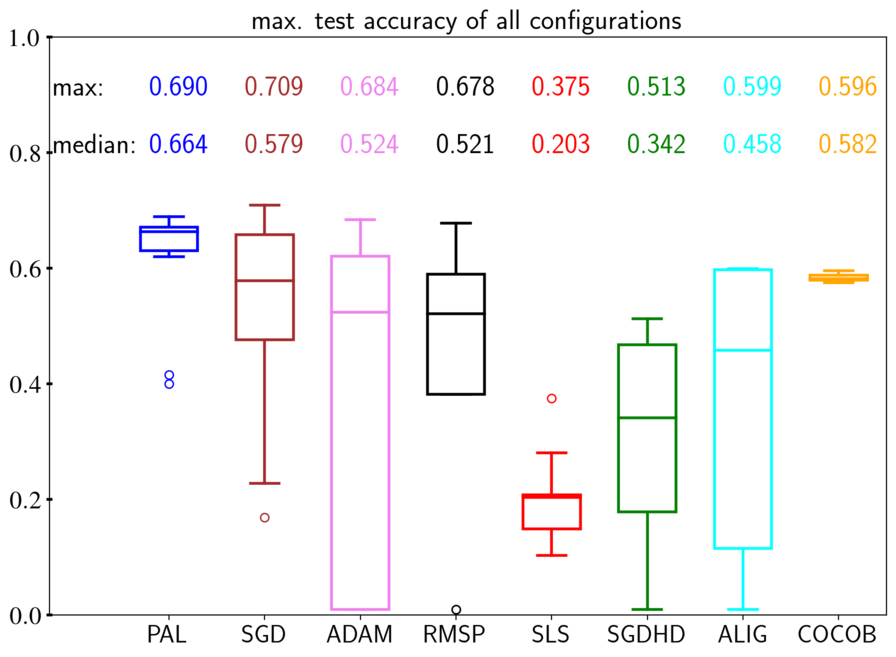 max. test accuracy of all configurations
1.0
max: 0.690 0.709 0.684 0.678 0.375 0.513 0.599 0.596
median: 0.664 0.579 0.524 0.521 0.203 0.342 0.458 0.582
0.8
0.6
0.4
0.2
0.0
PAL SGD ADAM RMSP SLS SGDHD ALIG COCOB